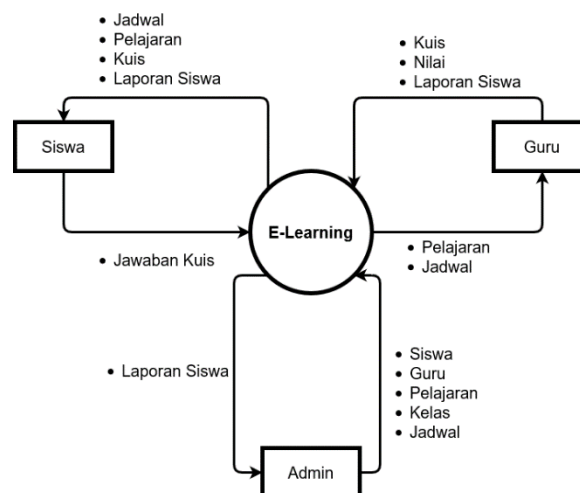 • Jadwal
• Pelajaran
• Kuis
• Laporan Siswa
• Kuis
• Nilai
• Laporan Siswa
Siswa
Guru
E-Learning
• Jawaban Kuis
• Pelajaran
• Jadwal
• Laporan Siswa
• Siswa
• Guru
• Pelajaran
• Kelas
• Jadwal
Admin